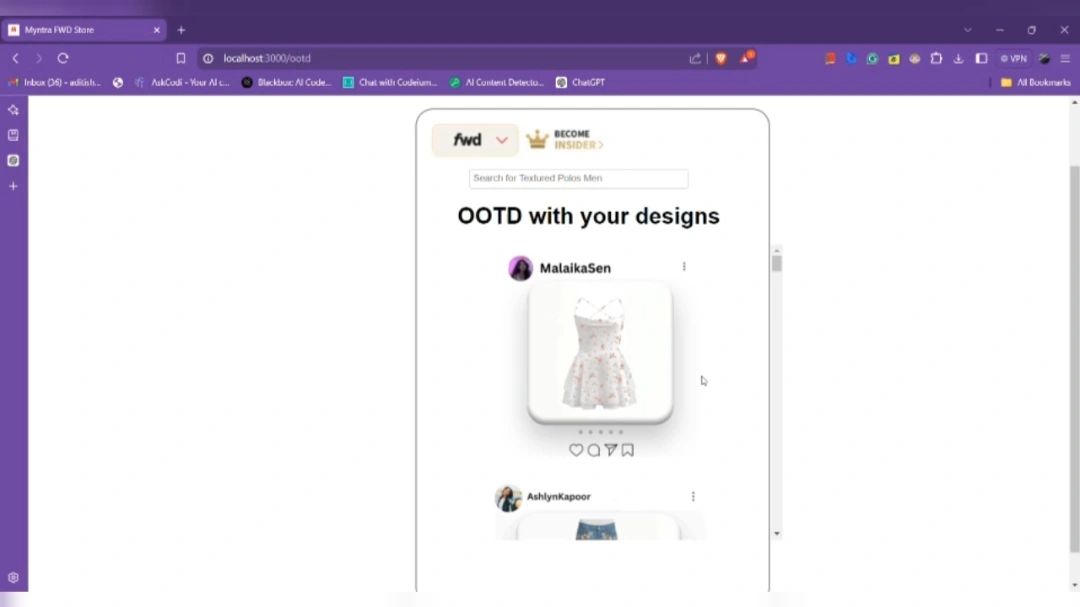 Myntra FWD Store
localhost:3000/ootd
VPN
Inbox (36) - aditish...
AskCodi - Your AI c...
Blackbox: AI Code...
Chat with Codeium...
AI Content Detecto...
ChatGPT
All Bookmarks
fwd
BECOME
INSIDER >
Search for Textured Polos Men
OOTD with your designs
MalaikaSen
AshlynKapoor